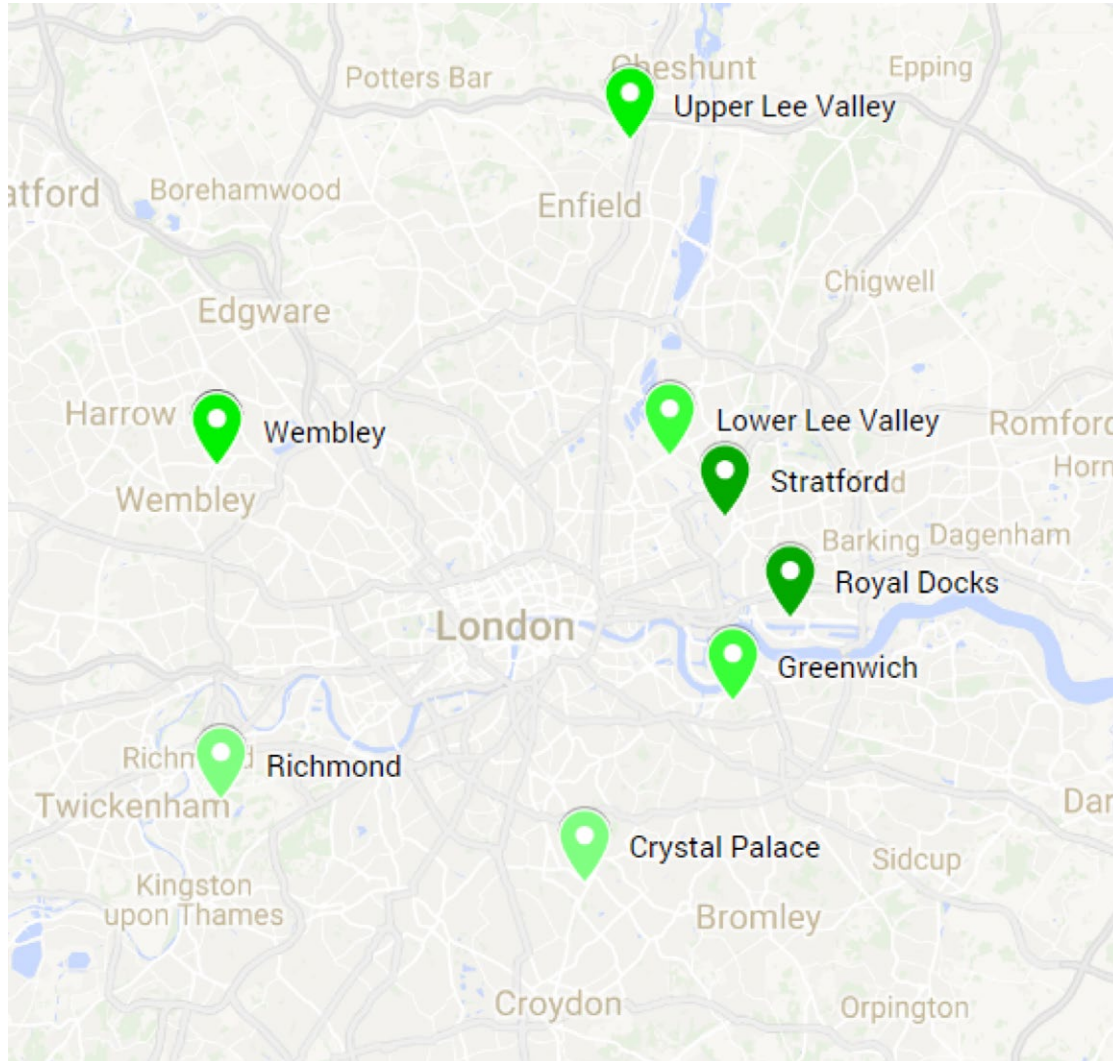 Cheshunt
Potters Bar
Epping
Upper Lee Valley
atford
Borehamwood
Enfield
Chigwell
Edgware
Harrow
Wembley
Lower Lee Valley
Romford
Horn
Stratford
d
Wembley
Barking
Dagenham
Royal Docks
London
Greenwich
Richm
d
Richmond
Twickenham
Dar
Crystal Palace
Sidcup
Kingston
upon Thames
Bromley
Croydon
Orpington